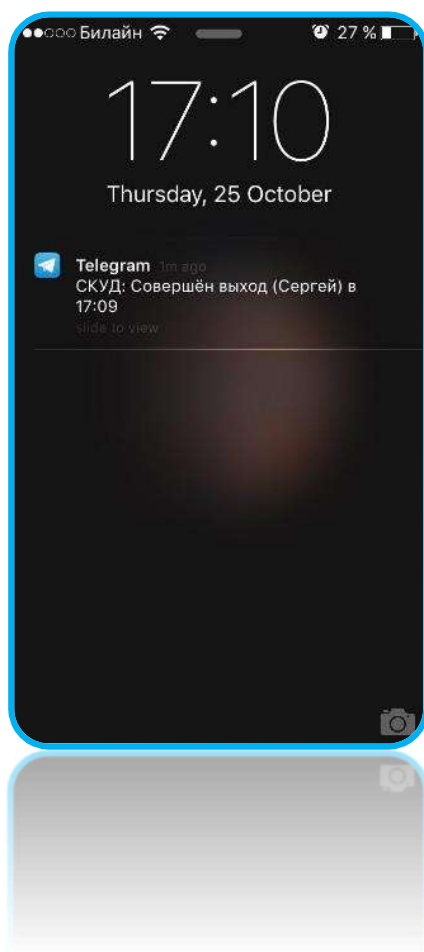 Билайн 27 %
17:10
Thursday, 25 October
Telegram 1m ago
СКУД: Совершён выход (Сергей) в
17:09
slide to view